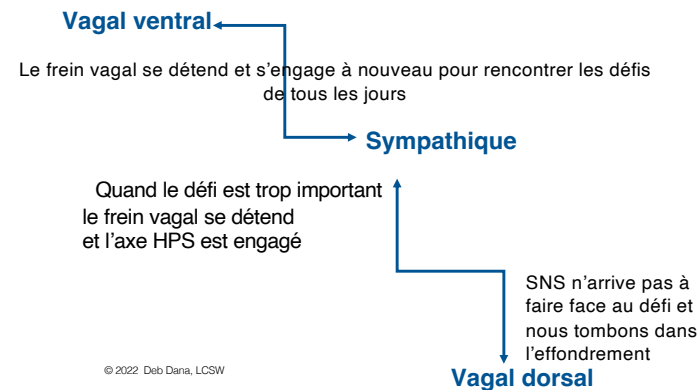 Vagal ventral
Le frein vagal se détend et s’engage à nouveau pour rencontrer les défis
de tous les jours
Sympathique
Quand le défi est trop important
le frein vagal se détend
et l’axe HPS est engagé
SNS n’arrive pas à
faire face au défi et
nous tombons dans
l’effondrement
© 2022 Deb Dana, LCSW
Vagal dorsal